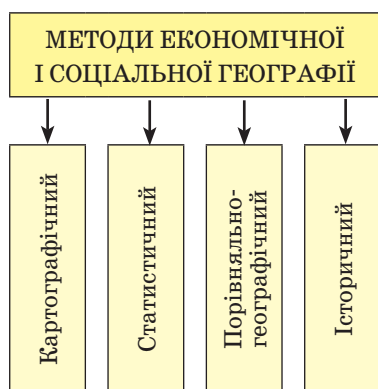 МЕТОДИ ЕКОНОМІЧНОЇ
І СОЦІАЛЬНОЇ ГЕОГРАФІЇ
Картографічний
Статистичний
Порівняльно-
географічний
Історичний